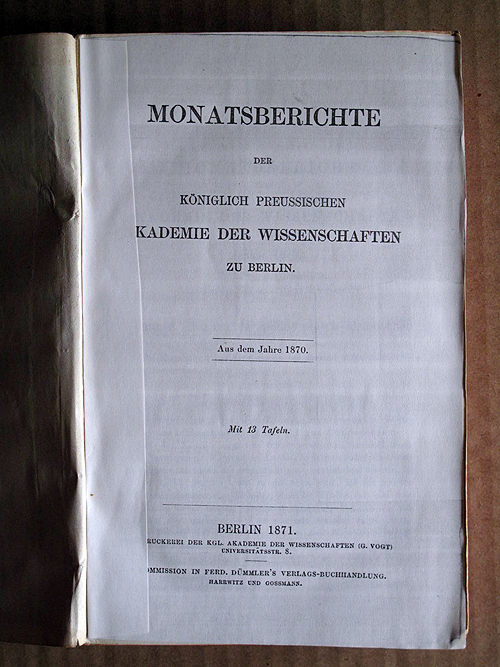 MONATSBERICHTE
DER
KÖNIGLICH PREUSSISCHEN
KADEMIE DER WISSENSCHAFTEN
ZU BERLIN.
Aus dem Jahre 1870.
Mit 13 Tafeln.
BERLIN 1871.
RUCKEREI DER KGL. AKADEMIE DER WISSENSCHAFTEN (G. VOGT)
UNIVERSITÄTSSTR. 8.
OMMISSION IN FERD. DÜMMLER'S VERLAGS-BUCHHANDLUNG.
HARRWITZ UND GOSSMANN.